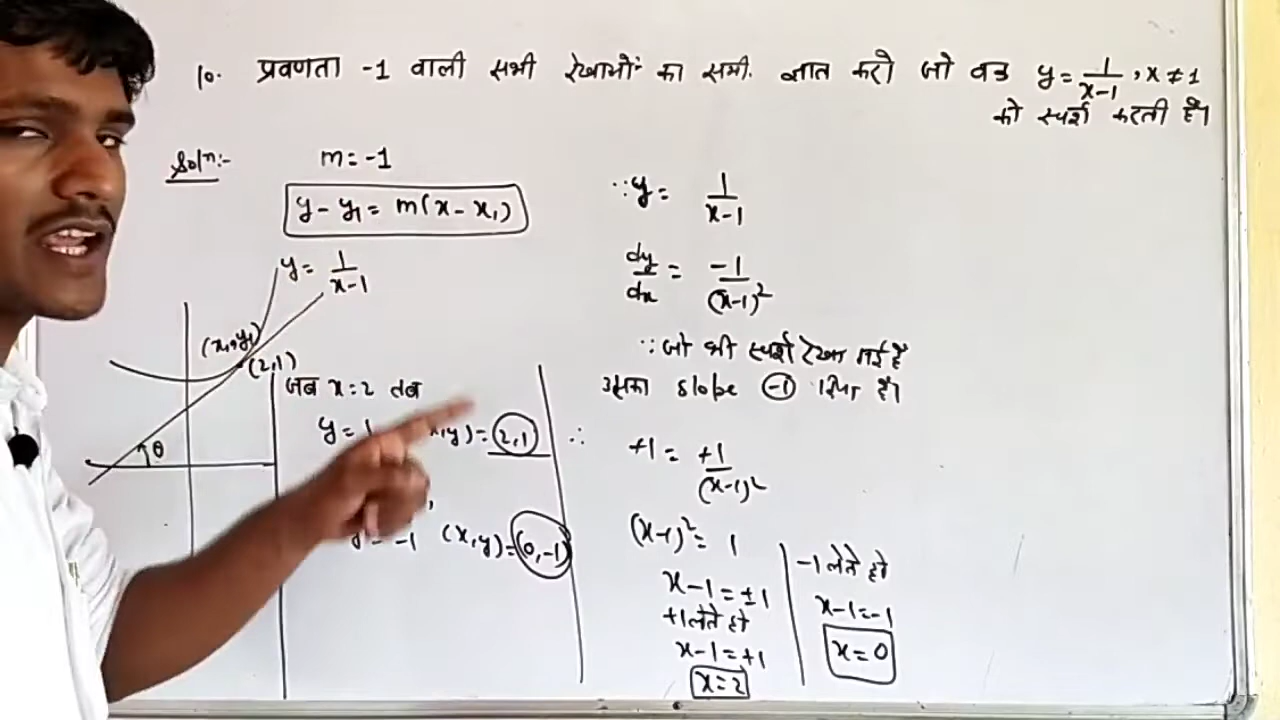 10. प्रवणता -1 वाली सभी रेखाओं का समी. ज्ञात करो जो वक्र y = 1/(x-1), x ≠ 1
को स्पर्श करती है।
Solⁿ:-
m = -1
y - y₁ = m(x - x₁)
y = 1/(x-1)
(x₁, y₁)
(2,1)
θ
जब x = 2 तब
y = 1
x,y) = (2,1)
= -1 (x,y) = (0,-1)
∵ y = 1/(x-1)
dy/dx = -1/(x-1)²
∵ जो भी स्पर्श रेखा गई है
उसका slope -1 दिया है।
∴ +1 = +1/(x-1)²
(x-1)² = 1
x-1 = ±1
+1 लेते हो
x-1 = +1
x = 2
-1 लेते हो
x-1 = -1
x = 0